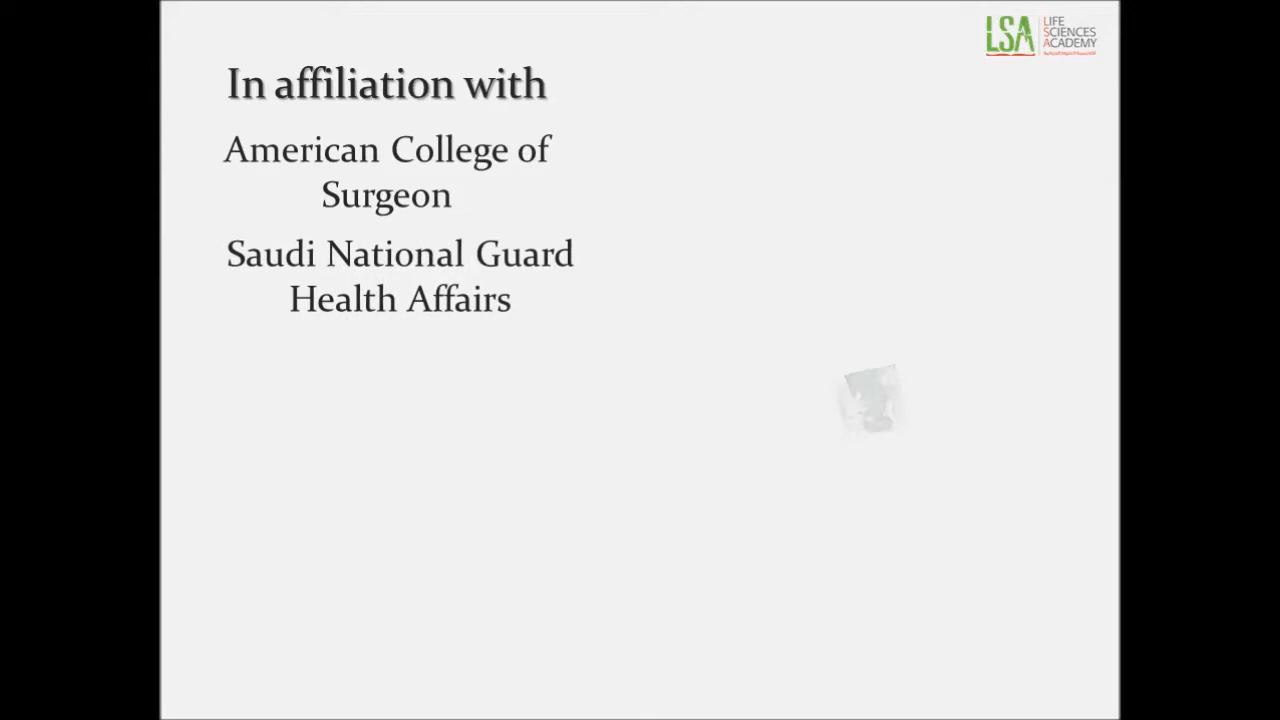 LSA
LIFE
SCIENCES
ACADEMY
In affiliation with
American College of
Surgeon
Saudi National Guard
Health Affairs